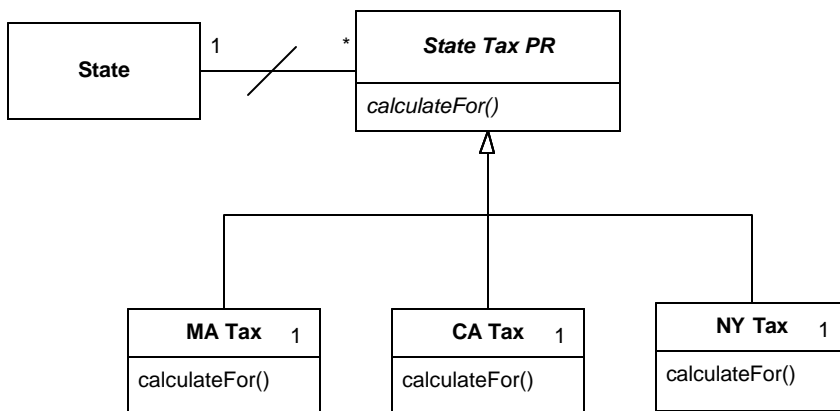 State
1
*
State Tax PR
calculateFor()
MA Tax 1
calculateFor()
CA Tax 1
calculateFor()
NY Tax 1
calculateFor()